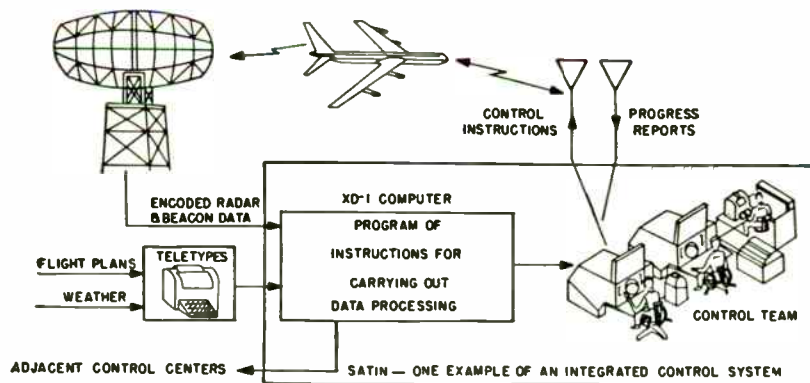 CONTROL
INSTRUCTIONS
PROGRESS
REPORTS
ENCODED RADAR
& BEACON DATA
XD-1 COMPUTER
PROGRAM OF
INSTRUCTIONS FOR
CARRYING OUT
DATA PROCESSING
FLIGHT PLANS
WEATHER
TELETYPES
CONTROL TEAM
ADJACENT CONTROL CENTERS
SATIN — ONE EXAMPLE OF AN INTEGRATED CONTROL SYSTEM